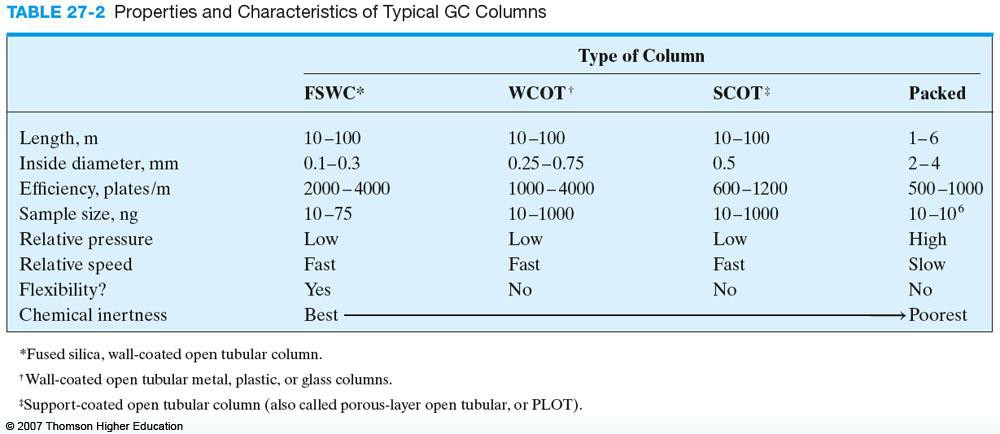 TABLE 27-2 Properties and Characteristics of Typical GC Columns
Type of Column
FSWC* WCOT† SCOT‡ Packed
Length, m 10–100 10–100 10–100 1–6
Inside diameter, mm 0.1–0.3 0.25–0.75 0.5 2–4
Efficiency, plates/m 2000–4000 1000–4000 600–1200 500–1000
Sample size, ng 10–75 10–1000 10–1000 10–10⁶
Relative pressure Low Low Low High
Relative speed Fast Fast Fast Slow
Flexibility? Yes No No No
Chemical inertness Best → Poorest
*Fused silica, wall-coated open tubular column.
†Wall-coated open tubular metal, plastic, or glass columns.
‡Support-coated open tubular column (also called porous-layer open tubular, or PLOT).
© 2007 Thomson Higher Education